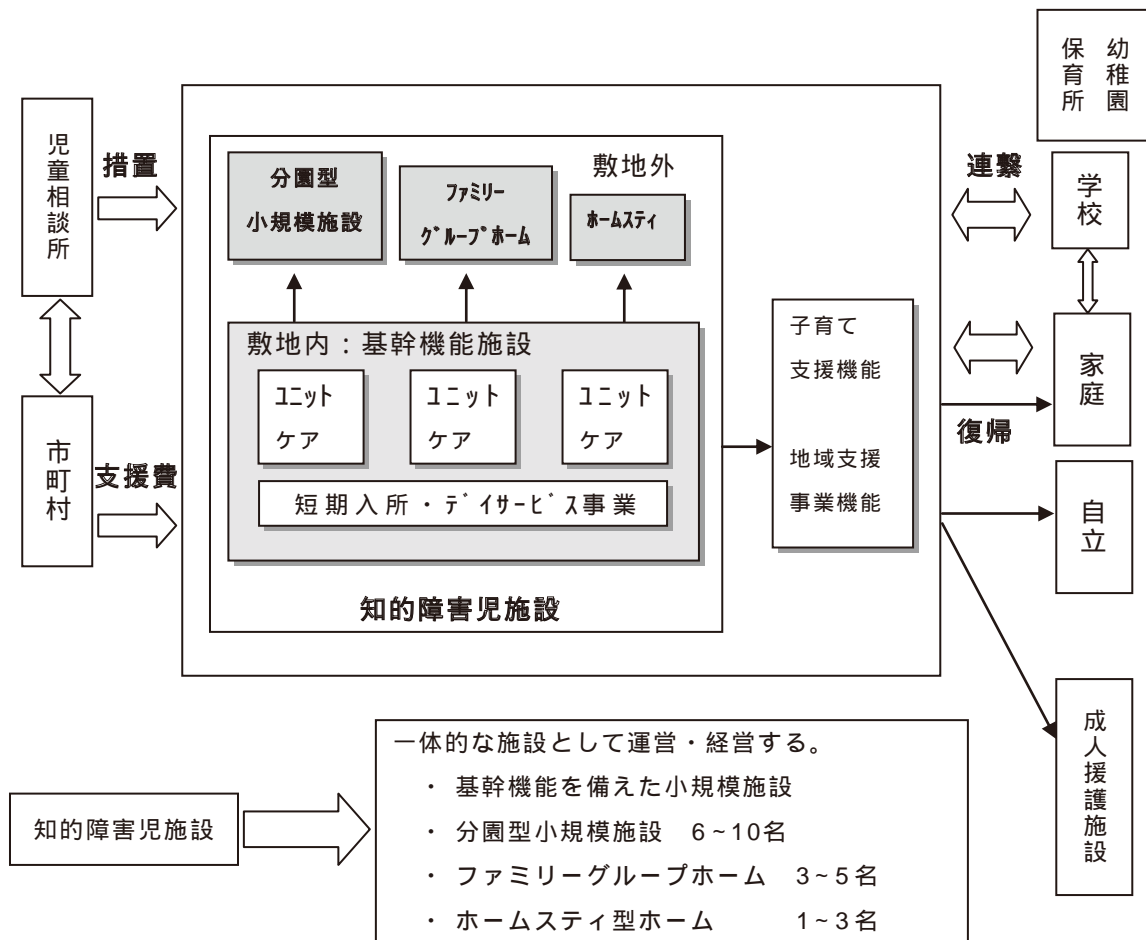 保育所
幼稚園
児童相談所
措置
分園型
小規模施設
ファミリー
グループホーム
敷地外
ホームスティ
連繋
学校
敷地内:基幹機能施設
ユニット
ケア
ユニット
ケア
ユニット
ケア
短期入所・デイサービス事業
子育て
支援機能
地域支援
事業機能
家庭
復帰
市町村
支援費
自立
知的障害児施設
成人援護施設
知的障害児施設
一体的な施設として運営・経営する。
・ 基幹機能を備えた小規模施設
・ 分園型小規模施設 6~10名
・ ファミリーグループホーム 3~5名
・ ホームスティ型ホーム 1~3名